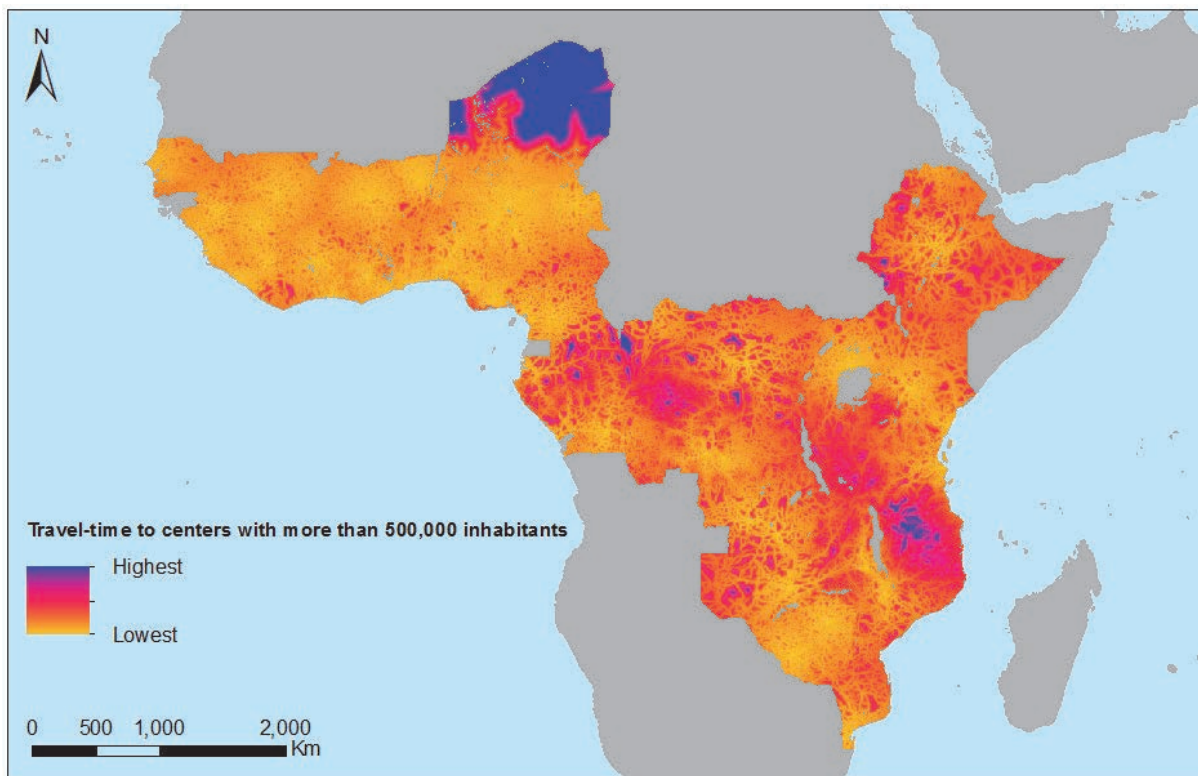 N
Travel-time to centers with more than 500,000 inhabitants
Highest
Lowest
0 500 1,000 2,000
Km